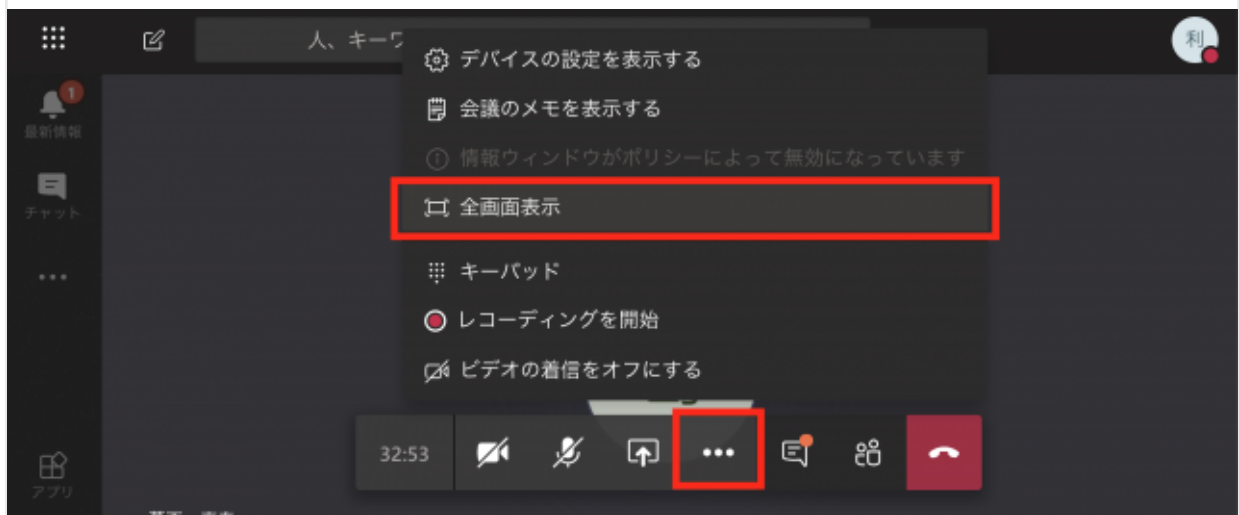 人、キーワ
利
デバイスの設定を表示する
1
最新情報
会議のメモを表示する
情報ウィンドウがポリシーによって無効になっています
チャット
全画面表示
キーパッド
レコーディングを開始
ビデオの着信をオフにする
32:53
アプリ